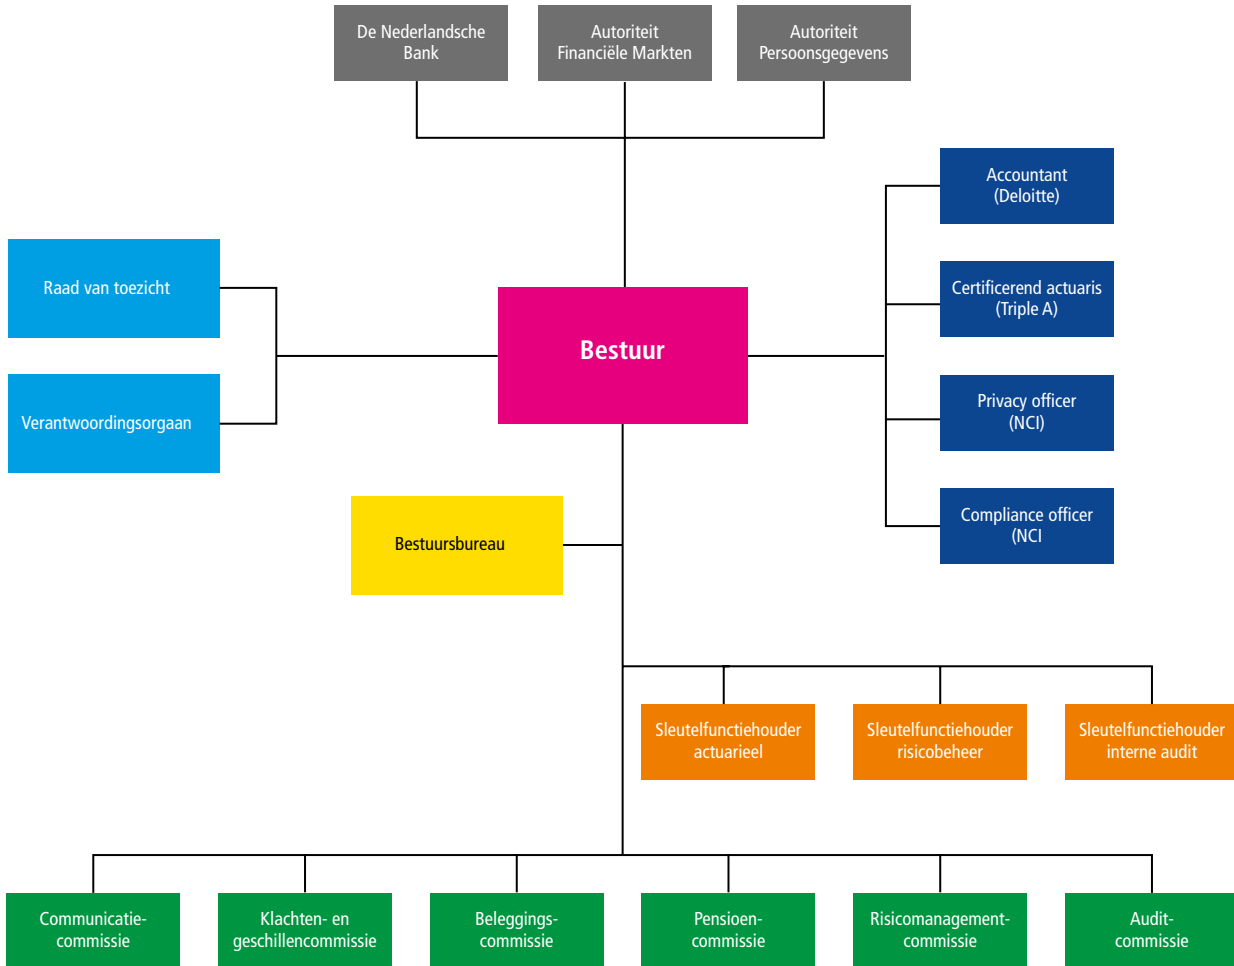 De Nederlandsche
Bank
Autoriteit
Financiële Markten
Autoriteit
Persoonsgegevens
Accountant
(Deloitte)
Raad van toezicht
Certificerend actuaris
(Triple A)
Bestuur
Verantwoordingsorgaan
Privacy officer
(NCI)
Compliance officer
(NCI
Bestuursbureau
Sleutelfunctiehouder
actuarieel
Sleutelfunctiehouder
risicobeheer
Sleutelfunctiehouder
interne audit
Communicatie-
commissie
Klachten- en
geschillencommissie
Beleggings-
commissie
Pensioen-
commissie
Risicomanagement-
commissie
Audit-
commissie